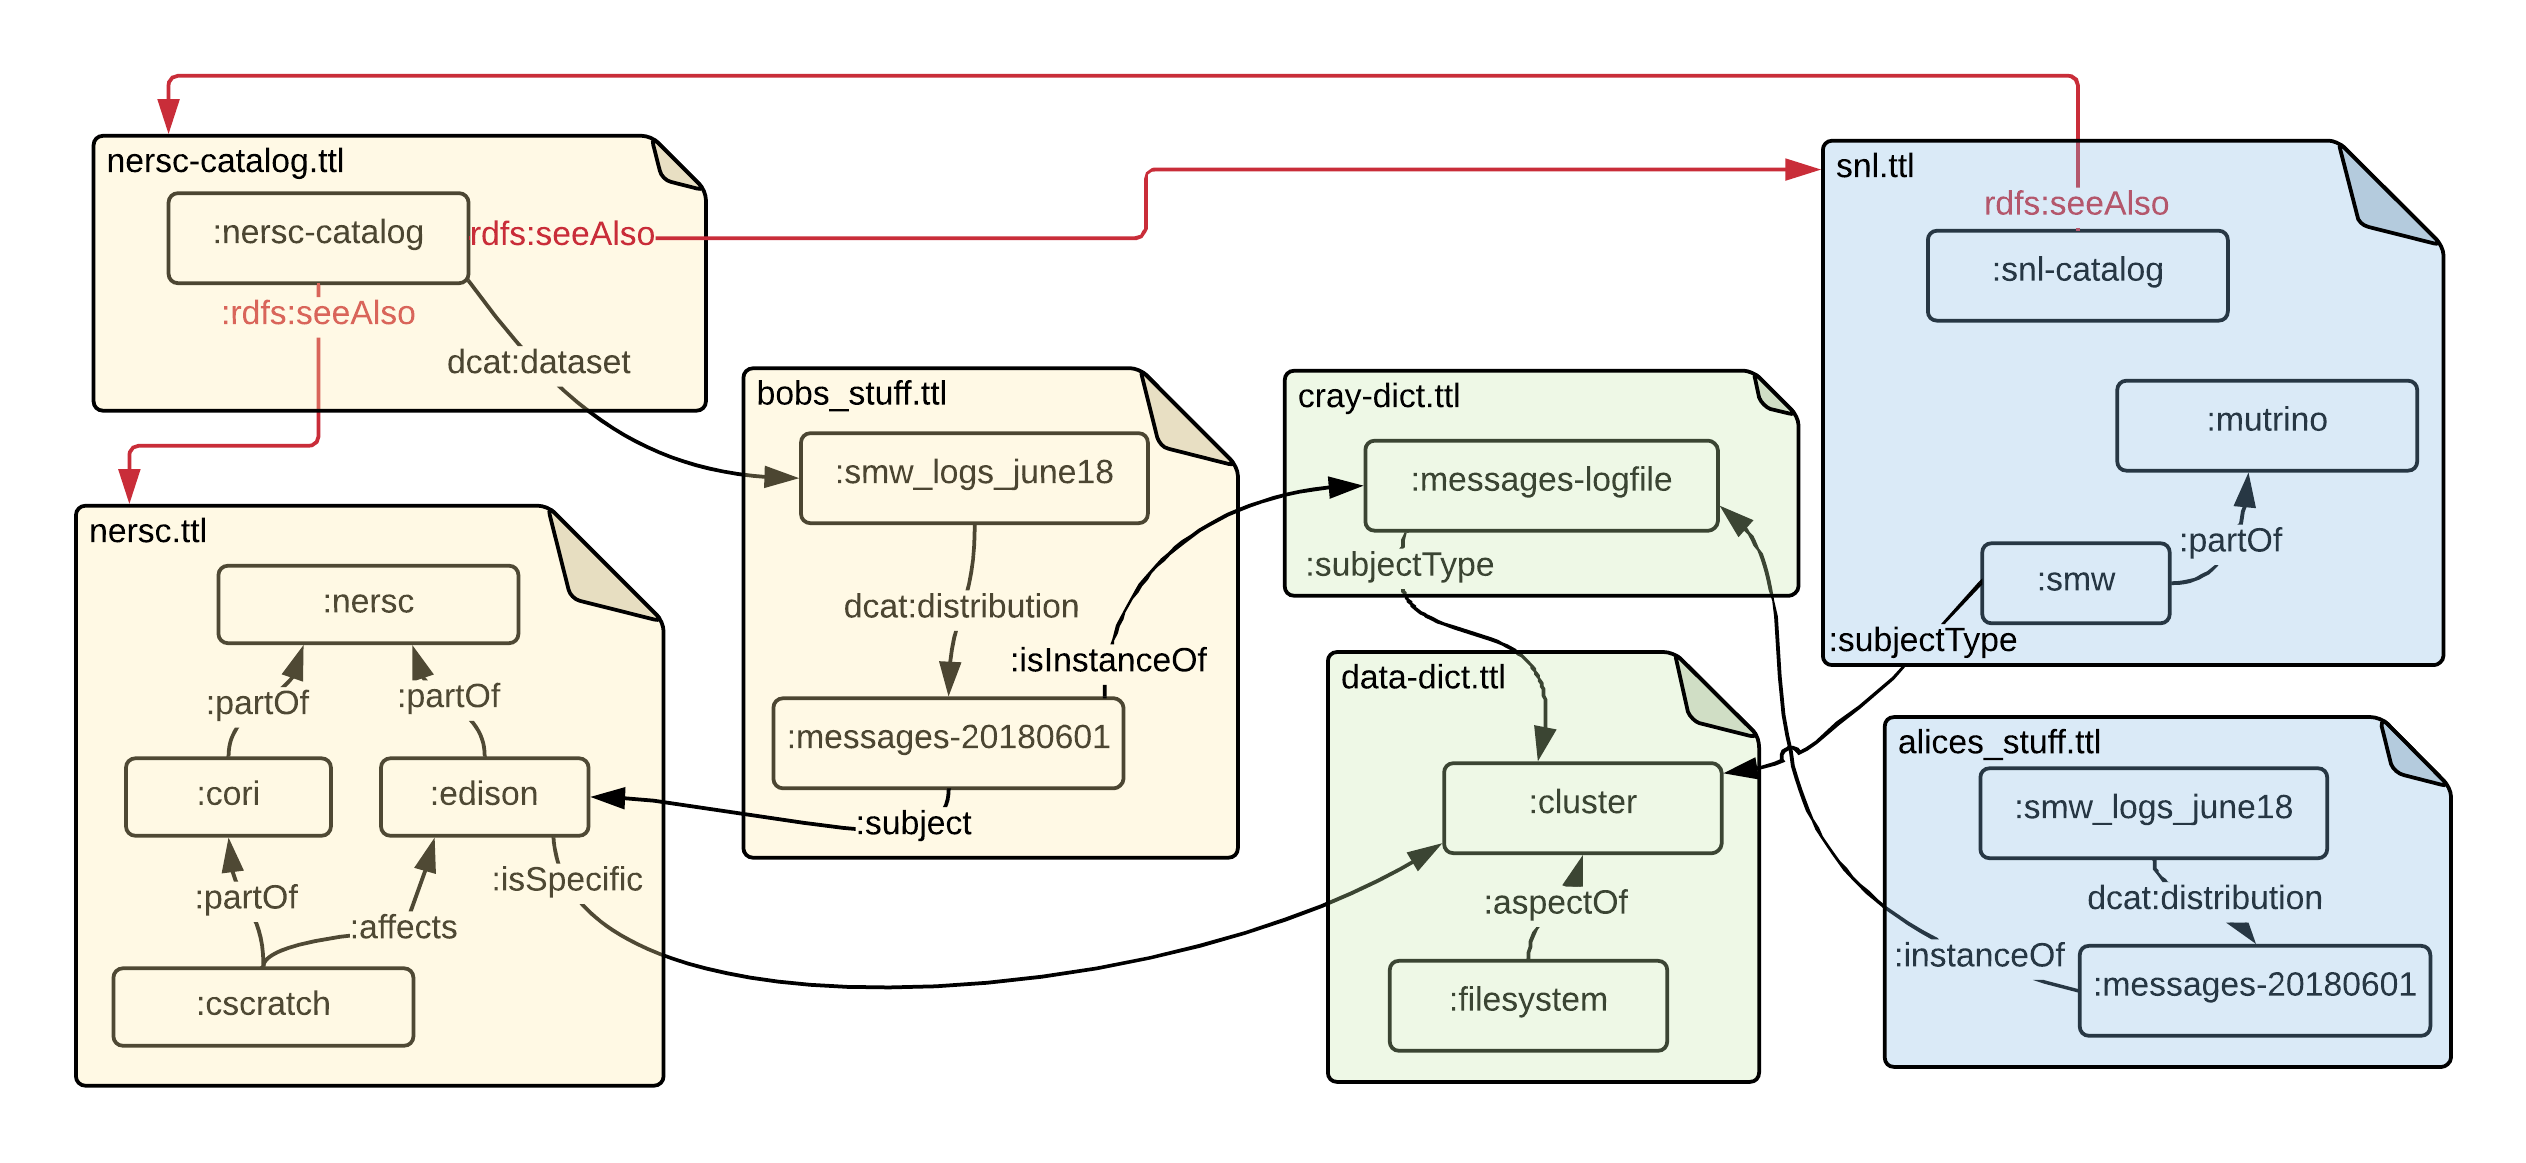 nersc-catalog.ttl
:nersc-catalog
rdfs:seeAlso
:rdfs:seeAlso
dcat:dataset
snl.ttl
rdfs:seeAlso
:snl-catalog
:mutrino
:partOf
:smw
:subjectType
bobs_stuff.ttl
:smw_logs_june18
dcat:distribution
:isInstanceOf
:messages-20180601
:subject
cray-dict.ttl
:messages-logfile
:subjectType
nersc.ttl
:nersc
:partOf
:partOf
:cori
:edison
:isSpecific
:partOf
:affects
:cscratch
data-dict.ttl
:cluster
:aspectOf
:filesystem
alices_stuff.ttl
:smw_logs_june18
dcat:distribution
:instanceOf
:messages-20180601